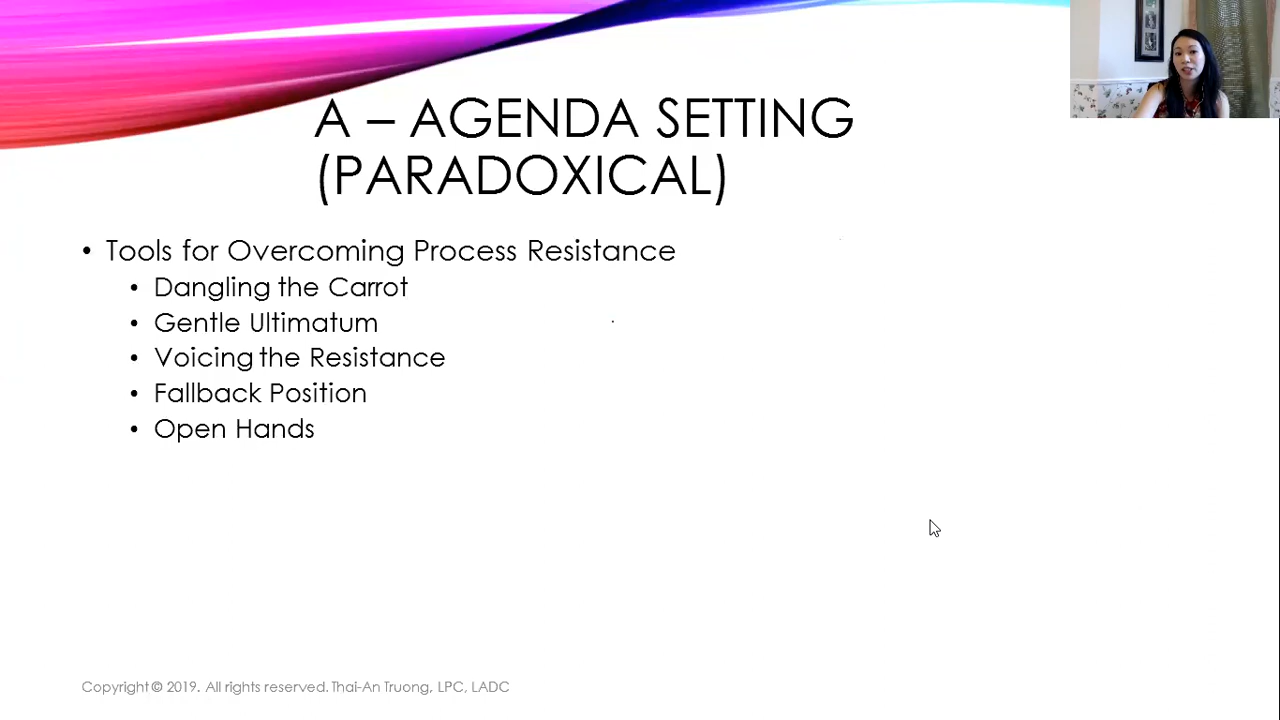 A – AGENDA SETTING
(PARADOXICAL)
• Tools for Overcoming Process Resistance
• Dangling the Carrot
• Gentle Ultimatum
• Voicing the Resistance
• Fallback Position
• Open Hands
Copyright © 2019. All rights reserved. Thai-An Truong, LPC, LADC